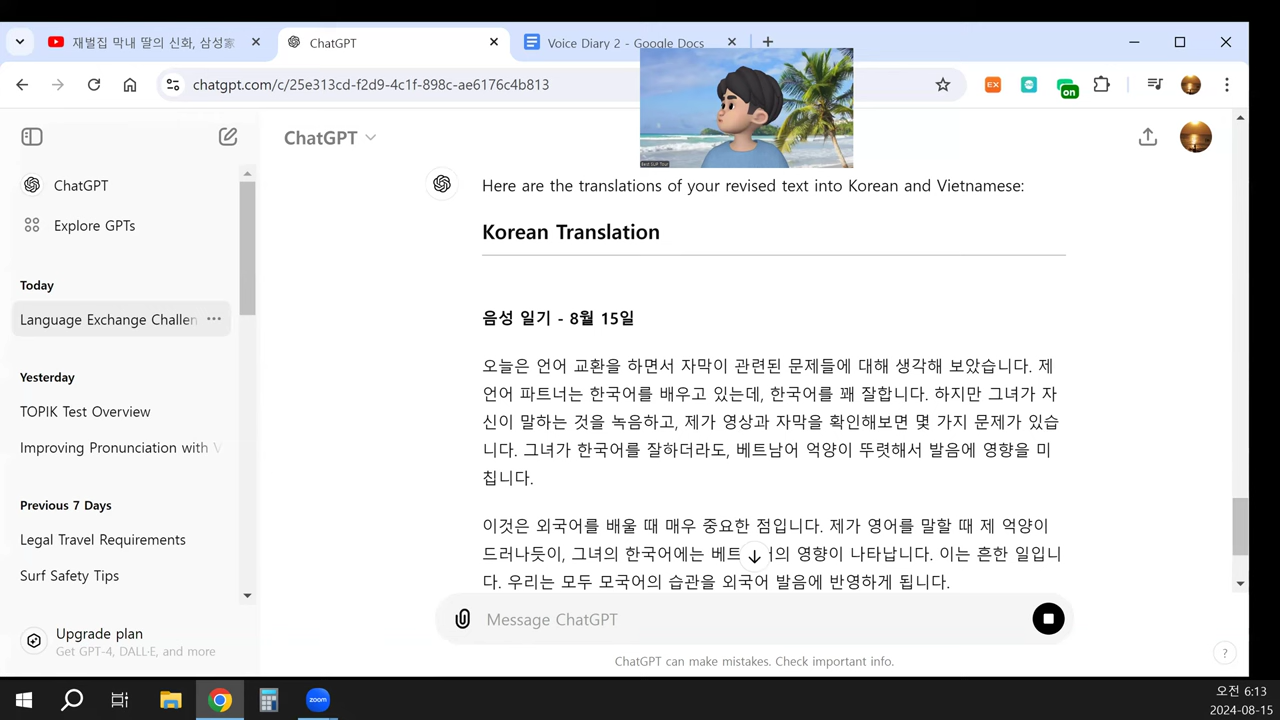 재벌집 막내 딸의 신화, 삼성家
ChatGPT
Voice Diary 2 - Google Docs
chatgpt.com/c/25e313cd-f2d9-4c1f-898c-ae6176c4b813
EX
on
ChatGPT
ChatGPT
Explore GPTs
Today
Language Exchange Challen
Yesterday
TOPIK Test Overview
Improving Pronunciation with V
Previous 7 Days
Legal Travel Requirements
Surf Safety Tips
Upgrade plan
Get GPT-4, DALL·E, and more
Here are the translations of your revised text into Korean and Vietnamese:
Korean Translation
음성 일기 - 8월 15일
오늘은 언어 교환을 하면서 자막이 관련된 문제들에 대해 생각해 보았습니다. 제
언어 파트너는 한국어를 배우고 있는데, 한국어를 꽤 잘합니다. 하지만 그녀가 자
신이 말하는 것을 녹음하고, 제가 영상과 자막을 확인해보면 몇 가지 문제가 있습
니다. 그녀가 한국어를 잘하더라도, 베트남어 억양이 뚜렷해서 발음에 영향을 미
칩니다.
이것은 외국어를 배울 때 매우 중요한 점입니다. 제가 영어를 말할 때 제 억양이
드러나듯이, 그녀의 한국어에는 베트 어의 영향이 나타납니다. 이는 흔한 일입니
다. 우리는 모두 모국어의 습관을 외국어 발음에 반영하게 됩니다.
Message ChatGPT
ChatGPT can make mistakes. Check important info.
?
zoom
오전 6:13
2024-08-15